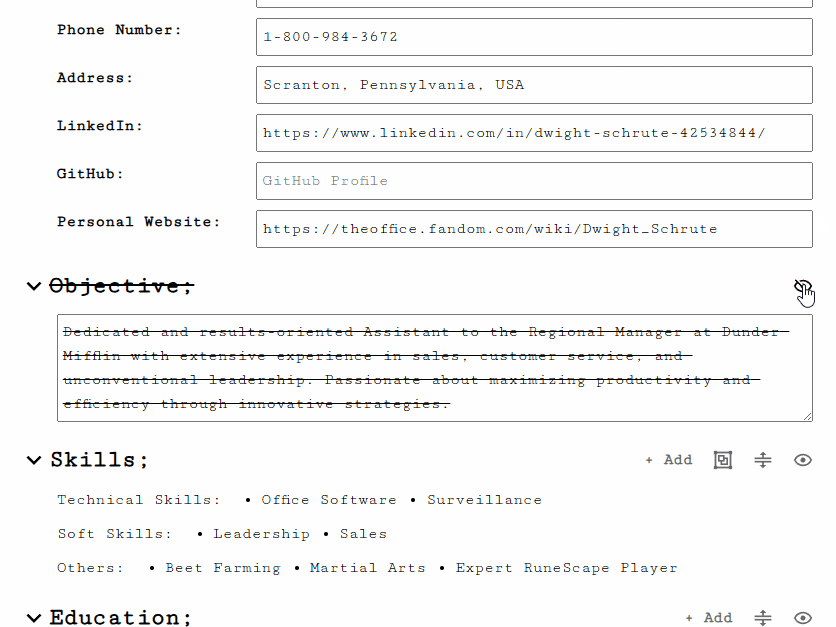 Phone Number:
1-800-984-3672
Address:
Scranton, Pennsylvania, USA
LinkedIn:
https://www.linkedin.com/in/dwight-schrute-42534844/
GitHub:
GitHub Profile
Personal Website:
https://theoffice.fandom.com/wiki/Dwight_Schrute
Objective;
Dedicated and results-oriented Assistant to the Regional Manager at Dunder
Mifflin with extensive experience in sales, customer service, and
unconventional leadership. Passionate about maximizing productivity and
efficiency through innovative strategies.
Skills; + Add
Technical Skills: • Office Software • Surveillance
Soft Skills: • Leadership • Sales
Others: • Beet Farming • Martial Arts • Expert RuneScape Player
Education; + Add